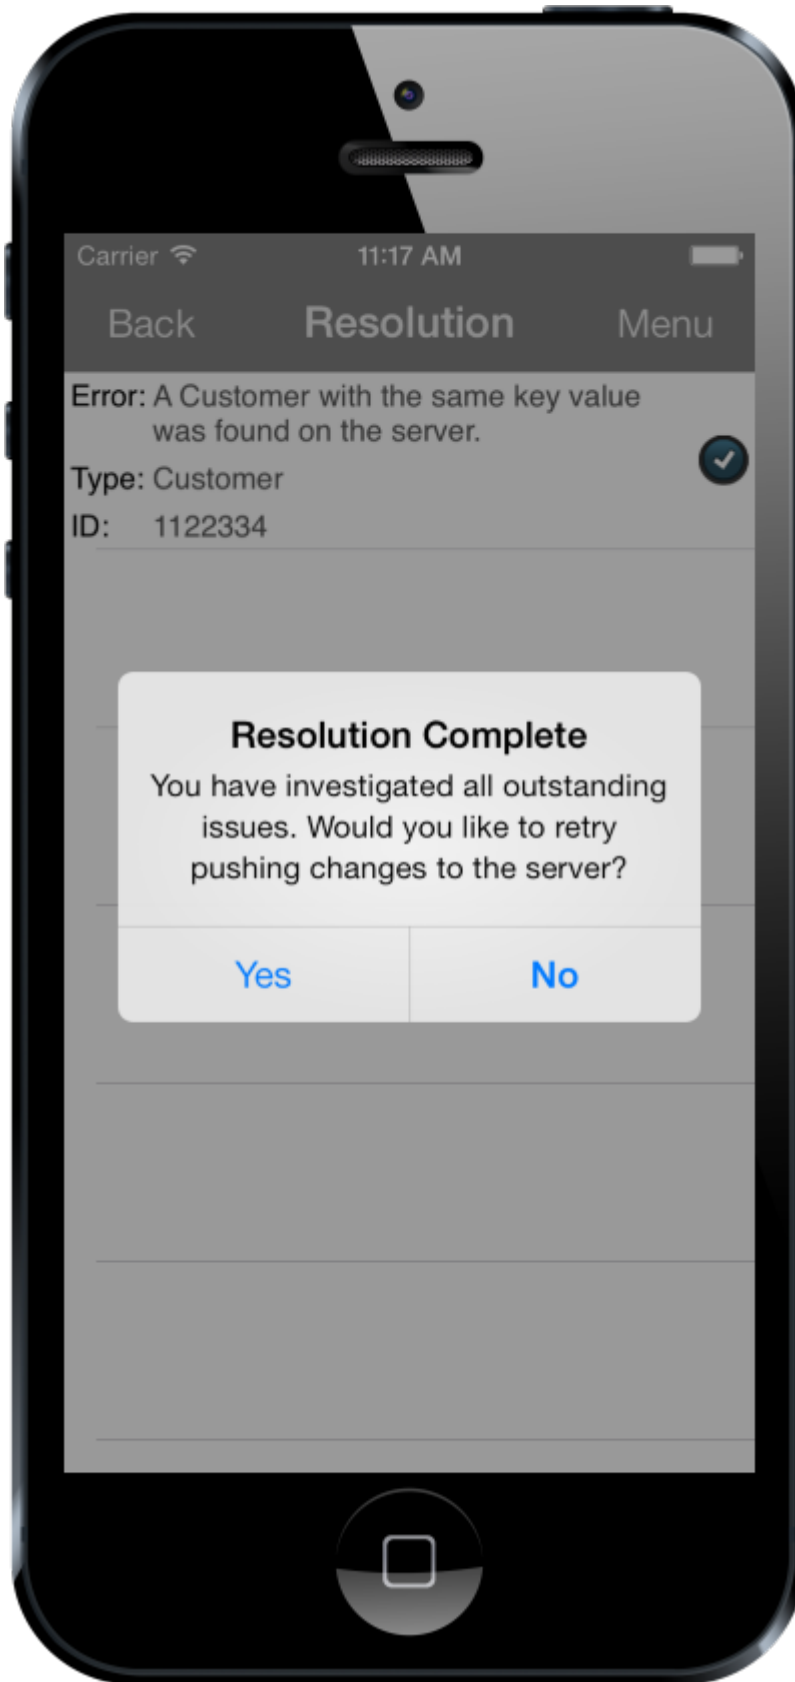 Carrier 11:17 AM
Back Resolution Menu
Error: A Customer with the same key value
was found on the server.
Type: Customer
ID: 1122334
Resolution Complete
You have investigated all outstanding
issues. Would you like to retry
pushing changes to the server?
Yes No